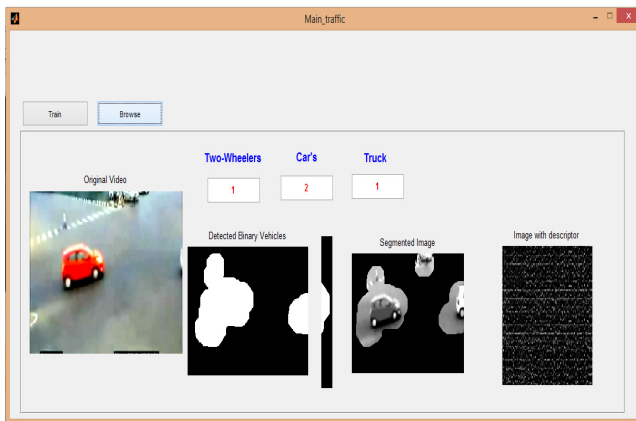 Main_traffic
Train
Browse
Two-Wheelers
Car's
Truck
1
2
1
Original Video
Detected Binary Vehicles
Segmented Image
Image with descriptor